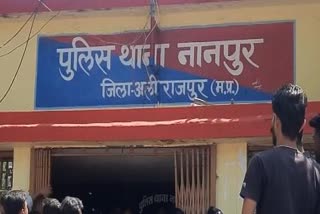 पुलिस थाना नानपुर
जिला-अली राजपुर (म.प्र.)
पुलिस थाना